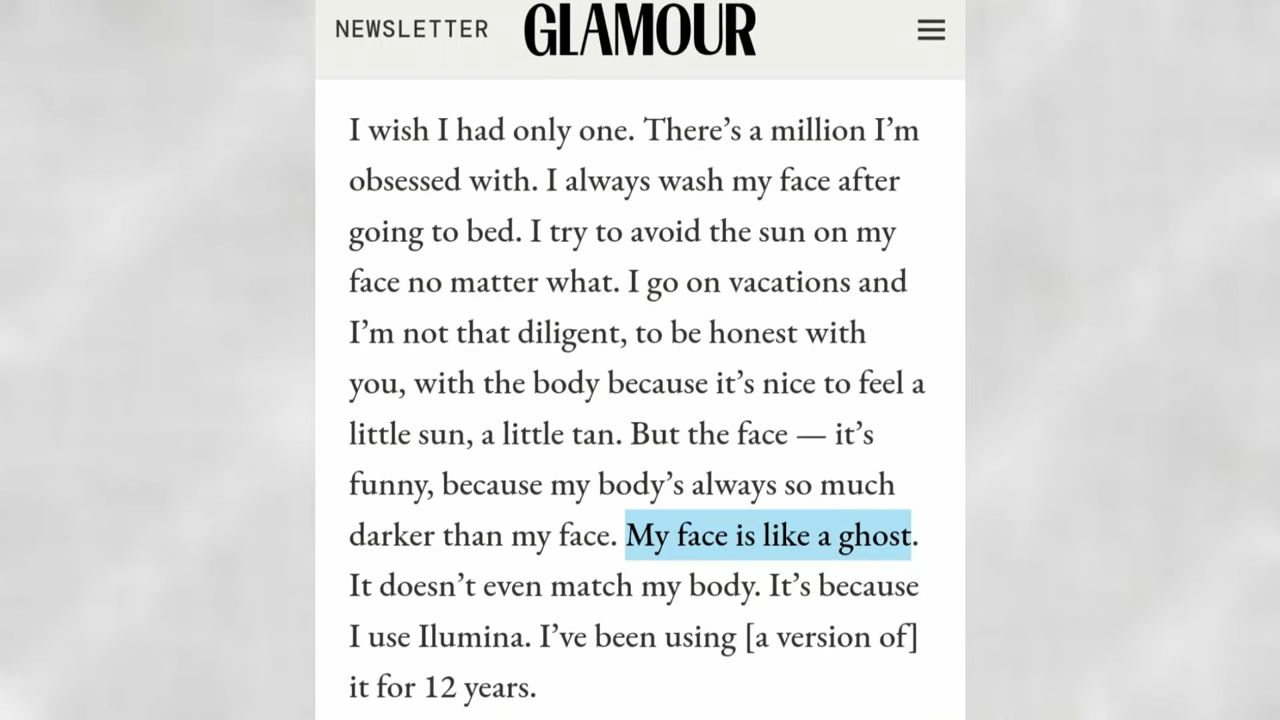 NEWSLETTER
GLAMOUR
I wish I had only one. There’s a million I’m
obsessed with. I always wash my face after
going to bed. I try to avoid the sun on my
face no matter what. I go on vacations and
I’m not that diligent, to be honest with
you, with the body because it’s nice to feel a
little sun, a little tan. But the face — it’s
funny, because my body’s always so much
darker than my face. My face is like a ghost.
It doesn’t even match my body. It’s because
I use Ilumina. I’ve been using [a version of]
it for 12 years.